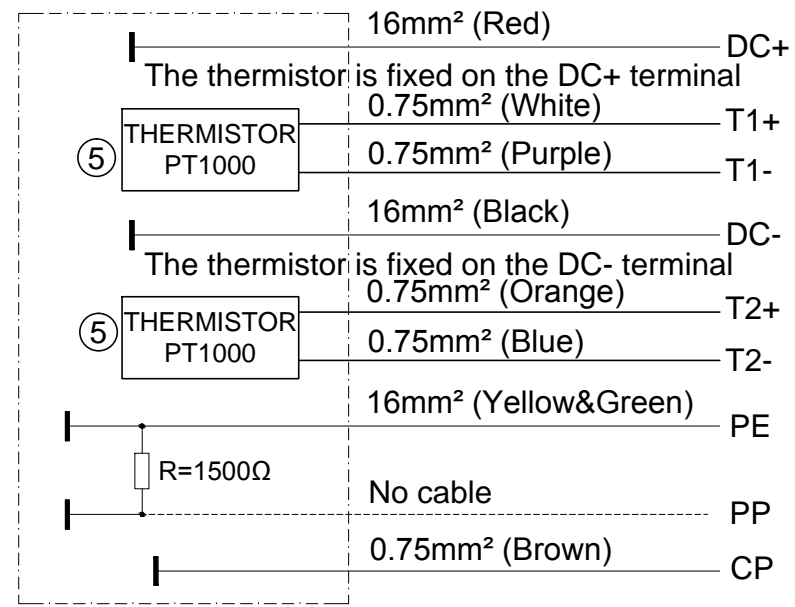 16mm² (Red)
DC+
The thermistor is fixed on the DC+ terminal
0.75mm² (White)
T1+
5
THERMISTOR
PT1000
0.75mm² (Purple)
T1-
16mm² (Black)
DC-
The thermistor is fixed on the DC- terminal
0.75mm² (Orange)
T2+
5
THERMISTOR
PT1000
0.75mm² (Blue)
T2-
16mm² (Yellow&Green)
PE
R=1500Ω
No cable
PP
0.75mm² (Brown)
CP